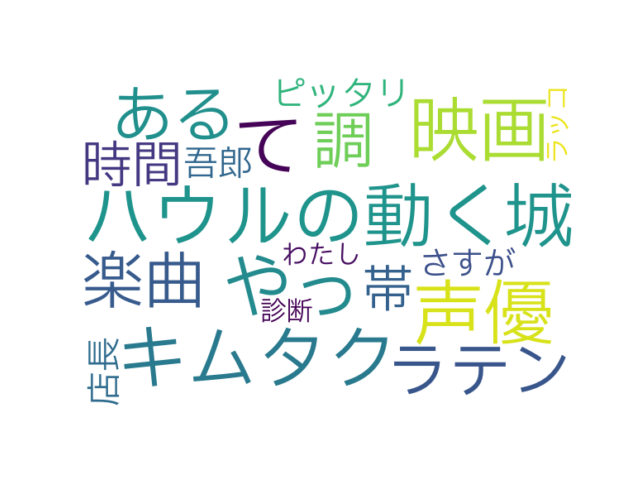 ピッタリ
ラッコ
ある
て
調
映画
時間
吾郎
ハウルの動く城
わたし
さすが
楽曲
やっ
帯
診断
声優
店長
キムタク
ラテン